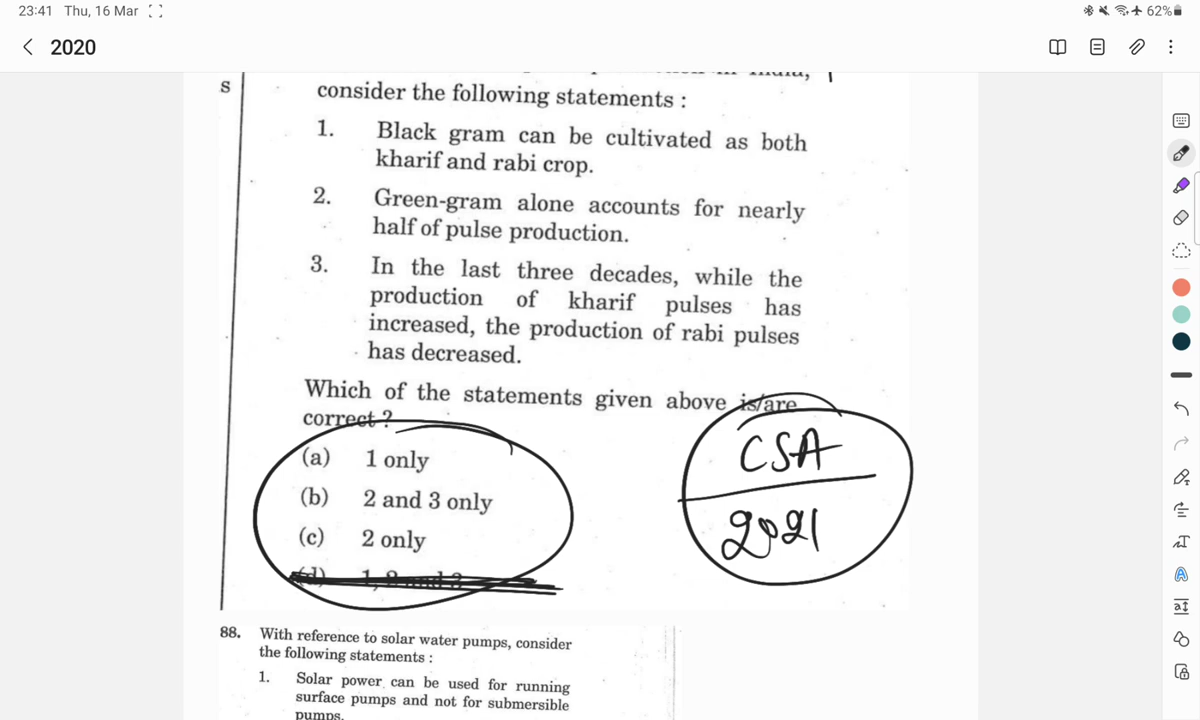 23:41 Thu, 16 Mar
62%
2020
S
consider the following statements :
1. Black gram can be cultivated as both
kharif and rabi crop.
2. Green-gram alone accounts for nearly
half of pulse production.
3. In the last three decades, while the
production of kharif pulses has
increased, the production of rabi pulses
has decreased.
Which of the statements given above is/are
correct ?
(a) 1 only
(b) 2 and 3 only
(c) 2 only
(d) 1, 2 and 3
CSA
2021
88. With reference to solar water pumps, consider
the following statements :
1. Solar power can be used for running
surface pumps and not for submersible
pumps.